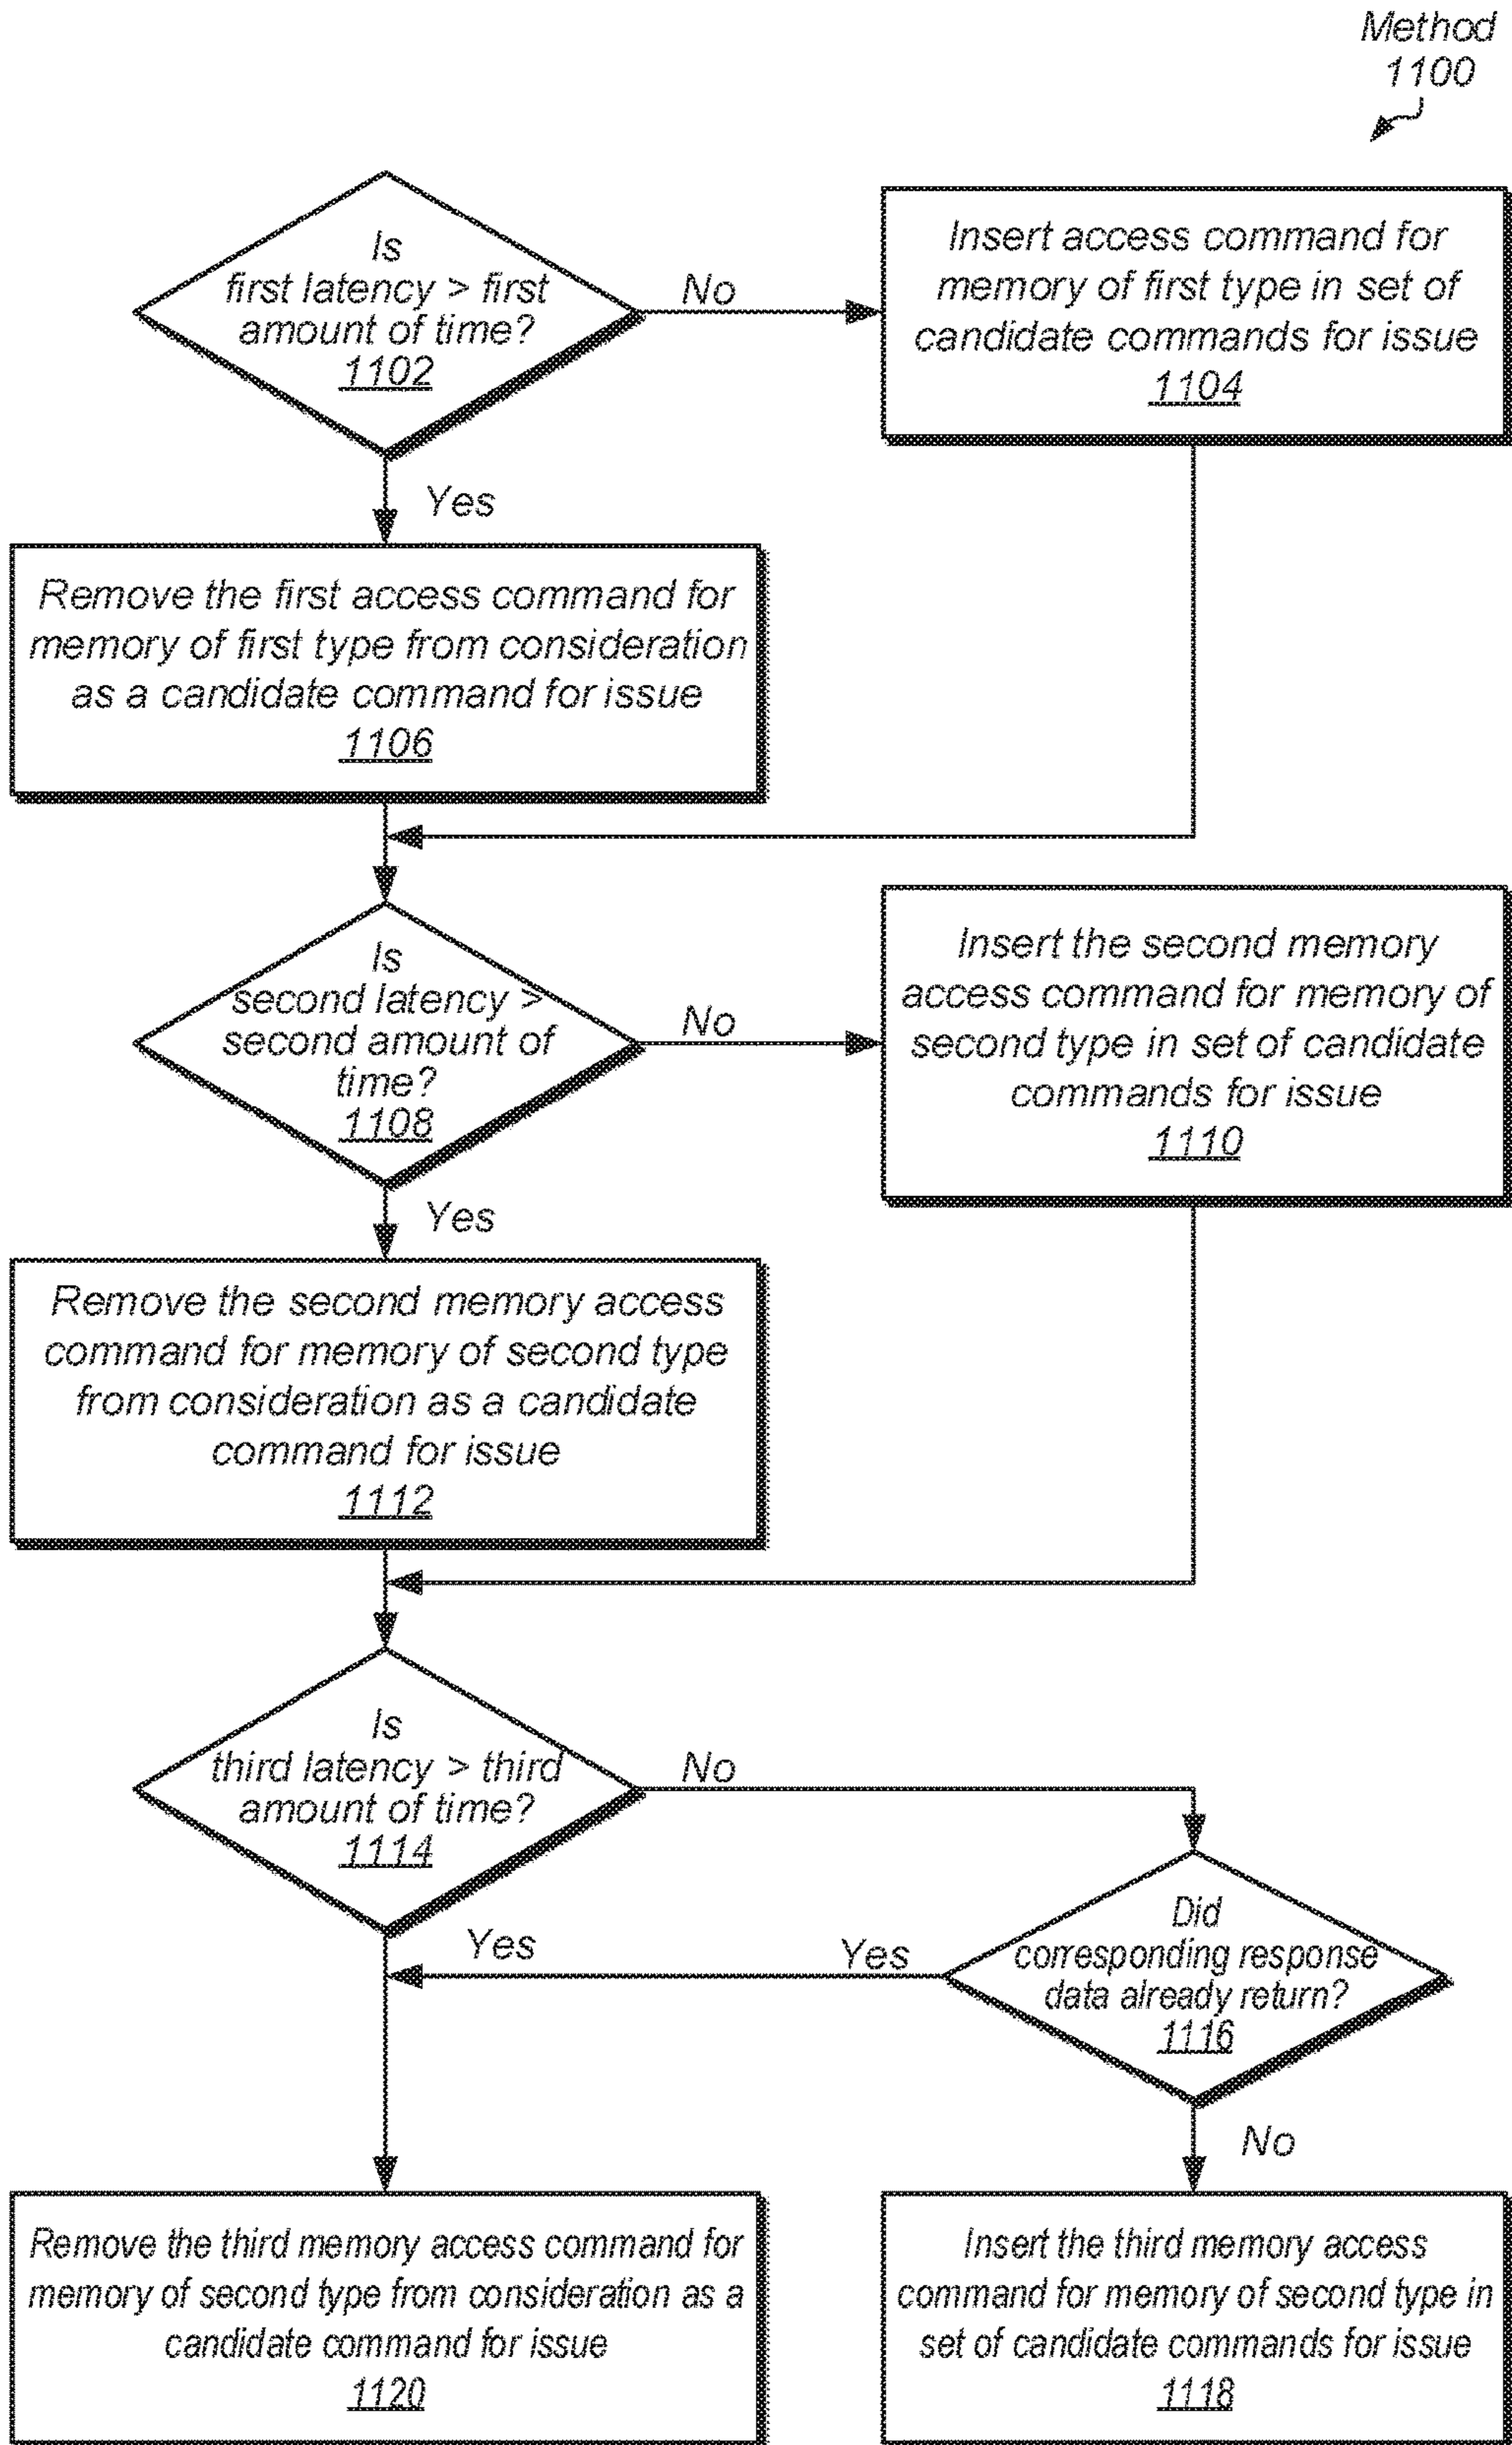 Method
1100
Is
first latency > first
amount of time?
1102
No
Insert access command for
memory of first type in set of
candidate commands for issue
1104
Yes
Remove the first access command for
memory of first type from consideration
as a candidate command for issue
1106
Is
second latency >
second amount of
time?
1108
No
Insert the second memory
access command for memory of
second type in set of candidate
commands for issue
1110
Yes
Remove the second memory access
command for memory of second type
from consideration as a candidate
command for issue
1112
Is
third latency > third
amount of time?
1114
No
Did
corresponding response
data already return?
1116
Yes
Yes
No
Remove the third memory access command for
memory of second type from consideration as a
candidate command for issue
1120
Insert the third memory access
command for memory of second type in
set of candidate commands for issue
1118